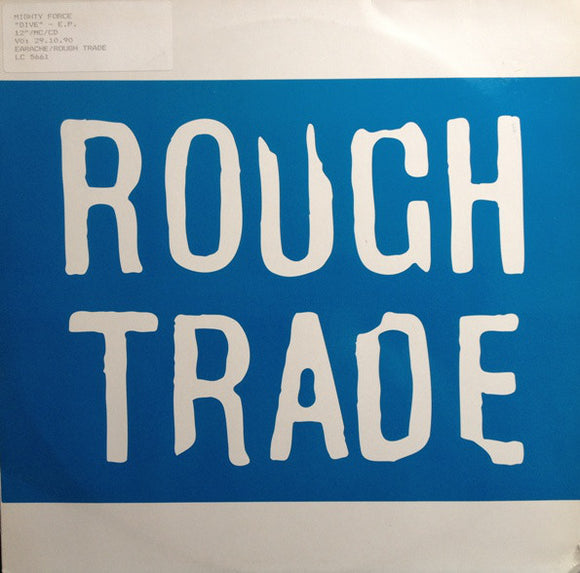 MIGHTY FORCE
"DIVE" - E.P.
12"/MC/CD
VÖ: 29.10.90
EARACHE/ROUGH TRADE
LC 5661
ROUGH
TRADE